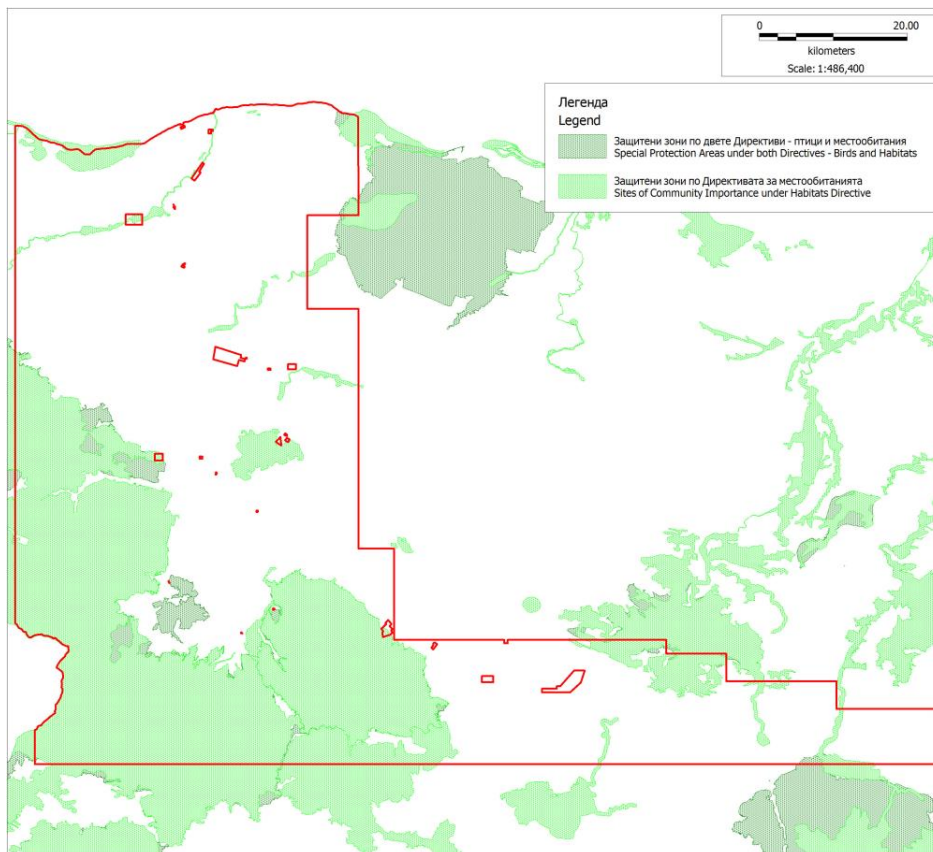 0 20.00
kilometers
Scale: 1:486,400
Легенда
Legend
Защитени зони по двете Директиви - птици и местообитания
Special Protection Areas under both Directives - Birds and Habitats
Защитени зони по Директивата за местообитанията
Sites of Community Importance under Habitats Directive